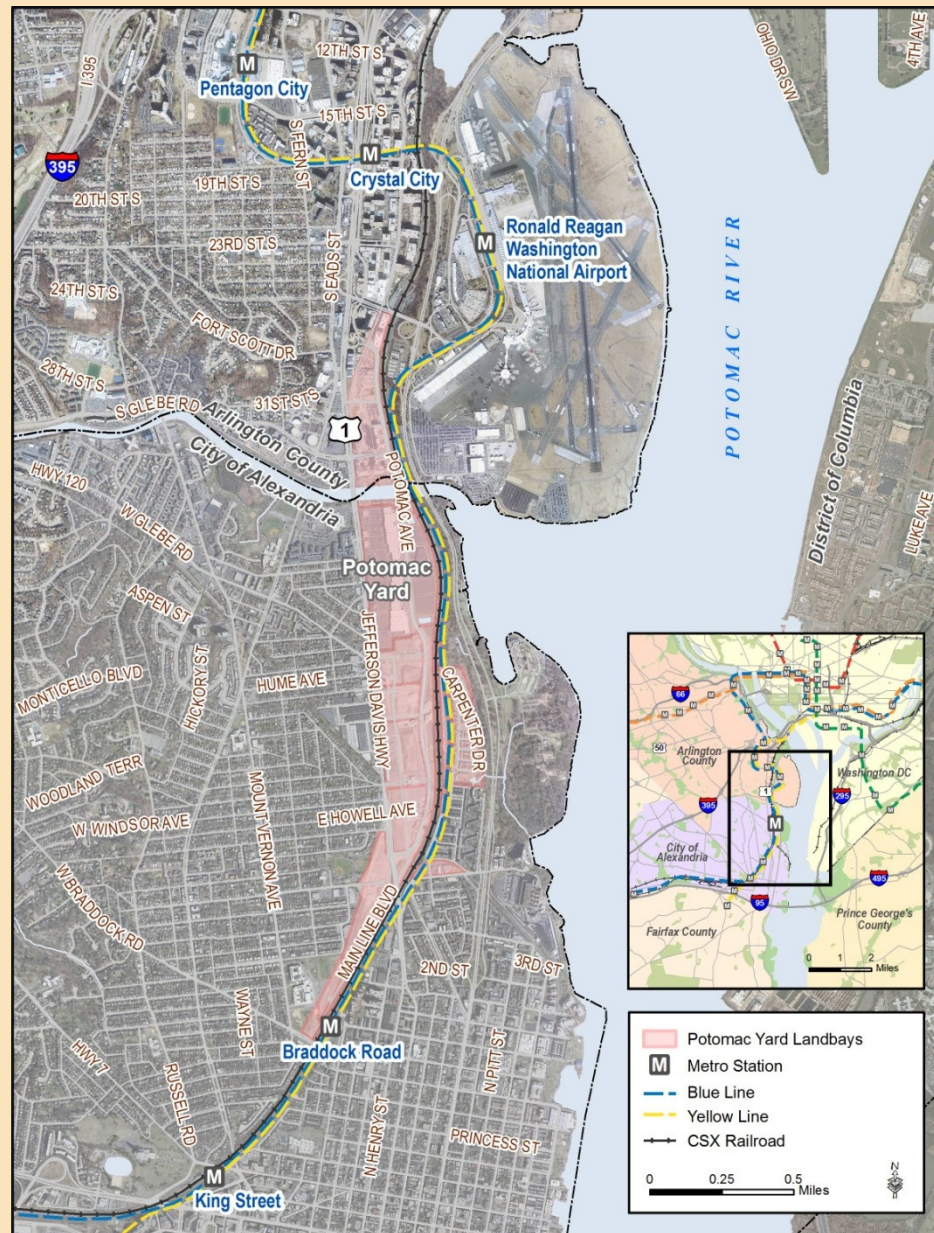 I 395
12TH ST S
OHIO DR SW
4TH AVE
M
Pentagon City
15TH ST S
S FERN ST
M
Crystal City
395
19TH ST S
20TH ST S
M
Ronald Reagan
Washington
National Airport
23RD ST S
S EADS ST
24TH ST S
FORT SCOTT DR
28TH ST S
31ST ST S
S GLEBE RD
1
POTOMAC RIVER
Arlington County
City of Alexandria
POTOMAC AVE
District of Columbia
LUKE AVE
HWY 120
W GLEBE RD
Potomac
Yard
ASPEN ST
JEFFERSON DAVIS HWY
CARPENTER DR
MONTICELLO BLVD
HICKORY ST
HUME AVE
WOODLAND TERR
MOUNT VERNON AVE
W WINDSOR AVE
E HOWELL AVE
W BRADDOCK RD
MAIN LINE BLVD
2ND ST
3RD ST
WAYNE ST
M
Braddock Road
N PITT ST
HWY 7
RUSSELL RD
N HENRY ST
PRINCESS ST
M
King Street
66
Arlington
County
50
Washington DC
1
395
295
M
City of
Alexandria
495
95
Prince George's
County
Fairfax County
0 1 2
Miles
Potomac Yard Landbays
M Metro Station
Blue Line
Yellow Line
CSX Railroad
N
0 0.25 0.5
Miles